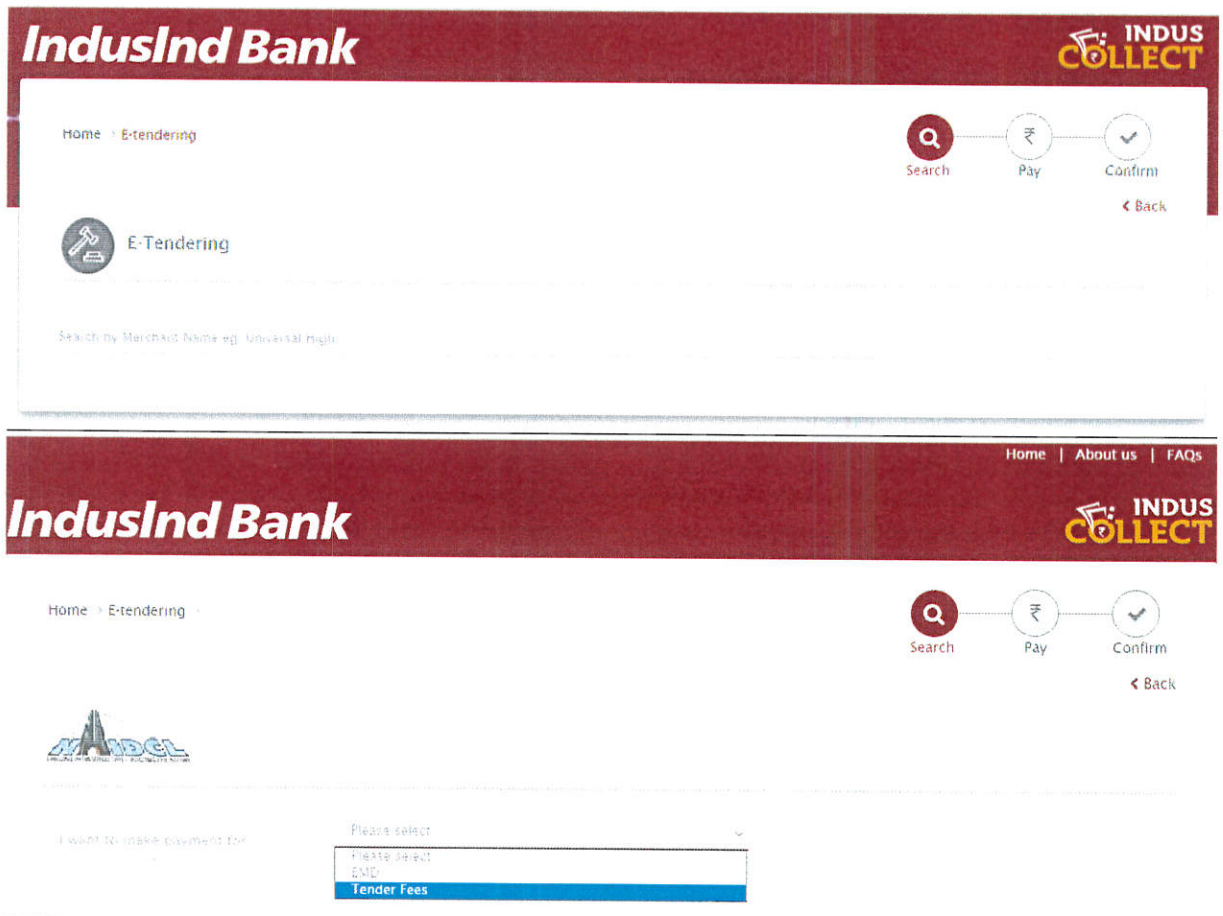 IndusInd Bank
INDUS
COLLECT
Home > E-tendering
Search
Pay
Confirm
< Back
E-Tendering
Search by Merchant Name eg. Universal High
Home | About us | FAQs
IndusInd Bank
INDUS
COLLECT
Home > E-tendering >
Search
Pay
Confirm
< Back
I want to make payment for
Please select
Please select
EMD
Tender Fees